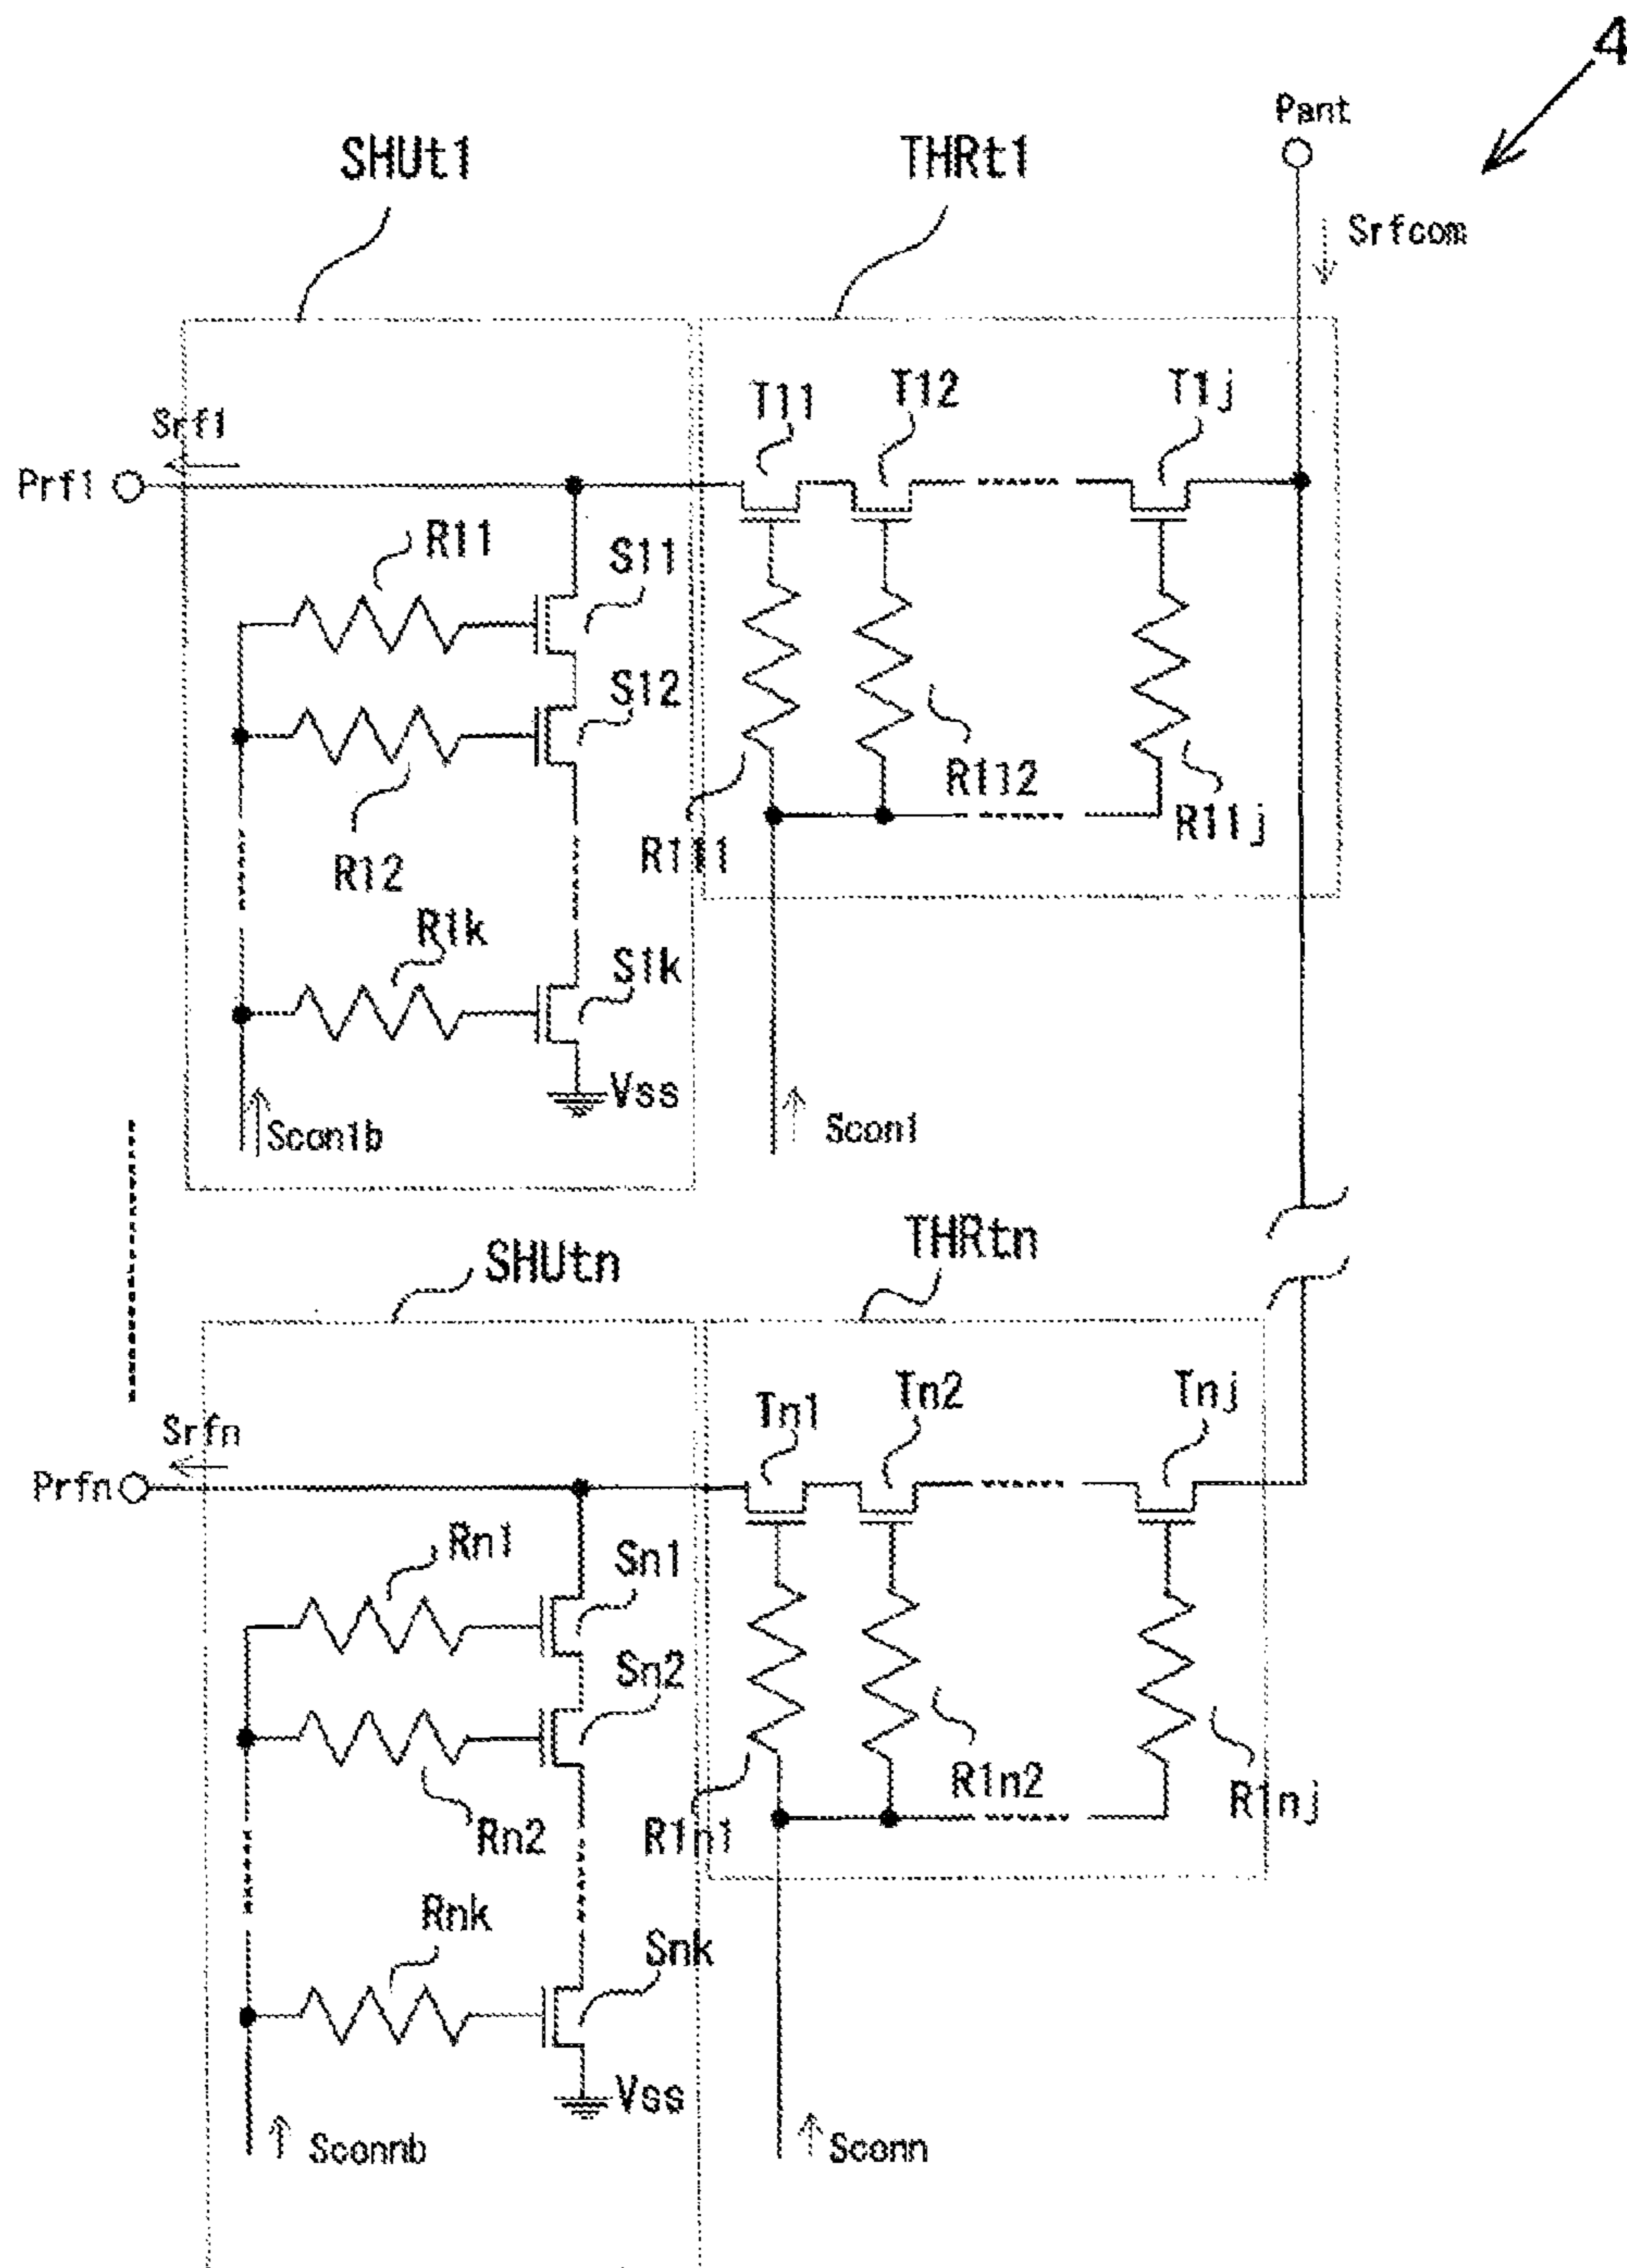 4
Pant
SHUt1
THRt1
Srfcom
T11
T12
T1j
Srf1
Prf1
R11
S11
S12
R112
R11j
R111
R12
R1k
S1k
Vss
Scon1b
Scon1
SHUtn
THRtn
Tn1
Tn2
Tnj
Srfn
Prfn
Rn1
Sn1
Sn2
R1n2
R1nj
R1n1
Rn2
Rnk
Snk
Vss
Sconnb
Sconn